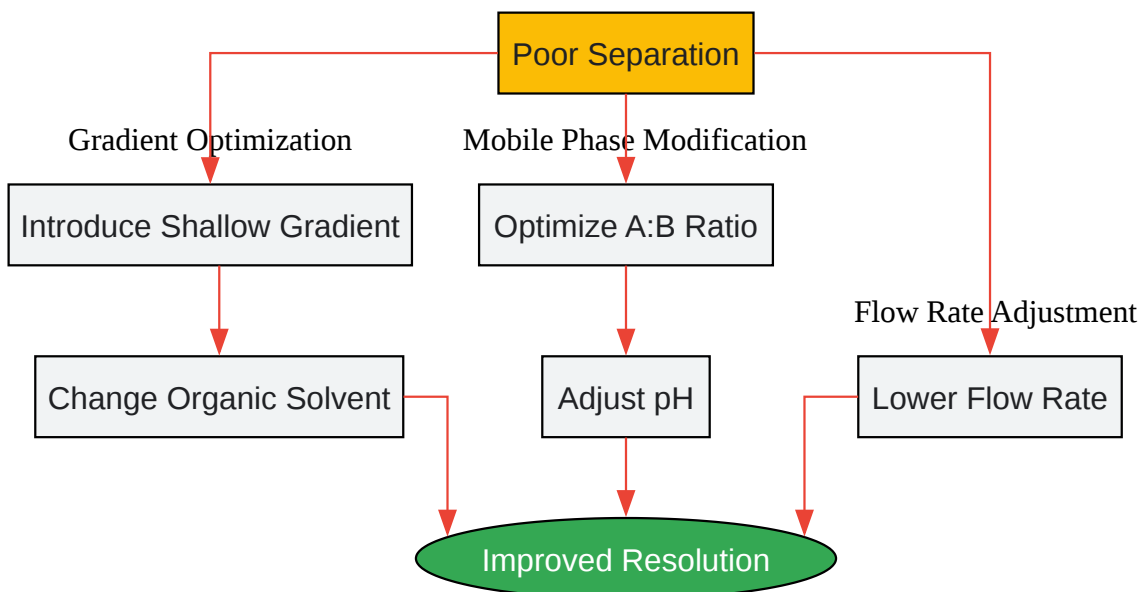 Poor Separation
Gradient Optimization
Mobile Phase Modification
Introduce Shallow Gradient
Optimize A:B Ratio
Flow Rate Adjustment
Change Organic Solvent
Adjust pH
Lower Flow Rate
Improved Resolution